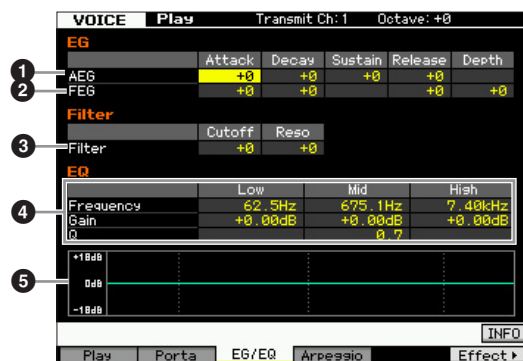 VOICE Play Transmit Ch: 1 Octave: +0
EG
Attack Decay Sustain Release Depth
1 AEG +0 +0 +0 +0
2 FEG +0 +0 +0 +0
Filter
Cutoff Reso
3 Filter +0 +0
EQ
Low Mid High
4 Frequency 62.5Hz 675.1Hz 7.40kHz
Gain +0.00dB +0.00dB +0.00dB
Q 0.7
+18dB
5 0dB
-18dB
INFO
Play Porta EG/EQ Arpeggio Effect